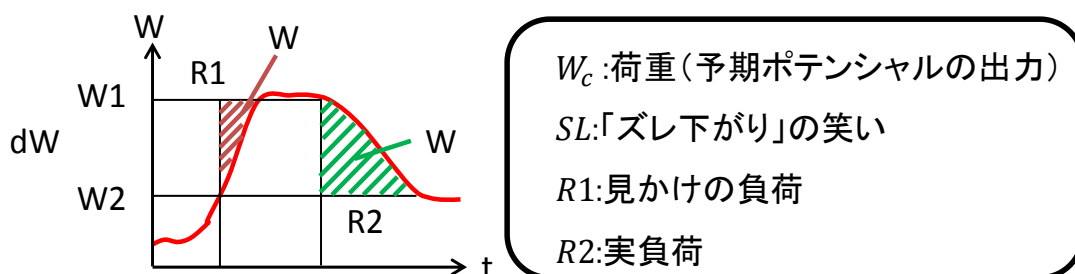 W
W
R1
W1
dW
W
W2
R2
t
𝑊𝑐 :荷重(予期ポテンシャルの出力)
𝑆𝐿:「ズレ下がり」の笑い
𝑅1:見かけの負荷
𝑅2:実負荷